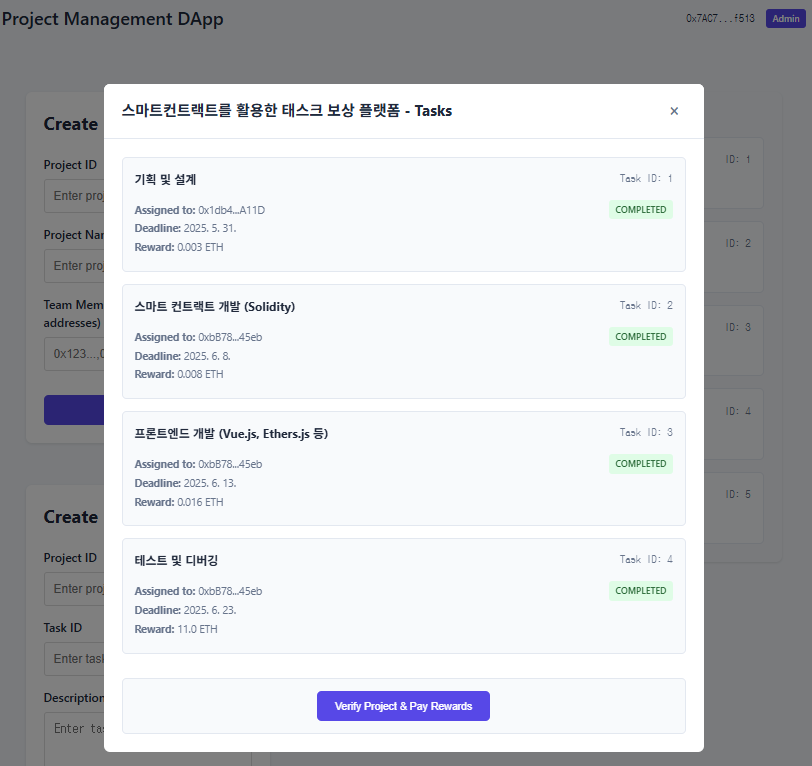 Project Management DApp
0x7AC7...f513
Admin
스마트컨트랙트를 활용한 태스크 보상 플랫폼 - Tasks
×
기획 및 설계
Task ID: 1
Assigned to: 0x1db4...A11D
COMPLETED
Deadline: 2025. 5. 31.
Reward: 0.003 ETH
스마트 컨트랙트 개발 (Solidity)
Task ID: 2
Assigned to: 0xbB78...45eb
COMPLETED
Deadline: 2025. 6. 8.
Reward: 0.008 ETH
프론트엔드 개발 (Vue.js, Ethers.js 등)
Task ID: 3
Assigned to: 0xbB78...45eb
COMPLETED
Deadline: 2025. 6. 13.
Reward: 0.016 ETH
테스트 및 디버깅
Task ID: 4
Assigned to: 0xbB78...45eb
COMPLETED
Deadline: 2025. 6. 23.
Reward: 11.0 ETH
Verify Project & Pay Rewards
Create
Project ID
Enter
Project
Enter
Team
addresses)
0x123...,
Create
Project ID
Enter
Task ID
Enter
Description
Enter
ID: 1
ID: 2
ID: 3
ID: 4
ID: 5